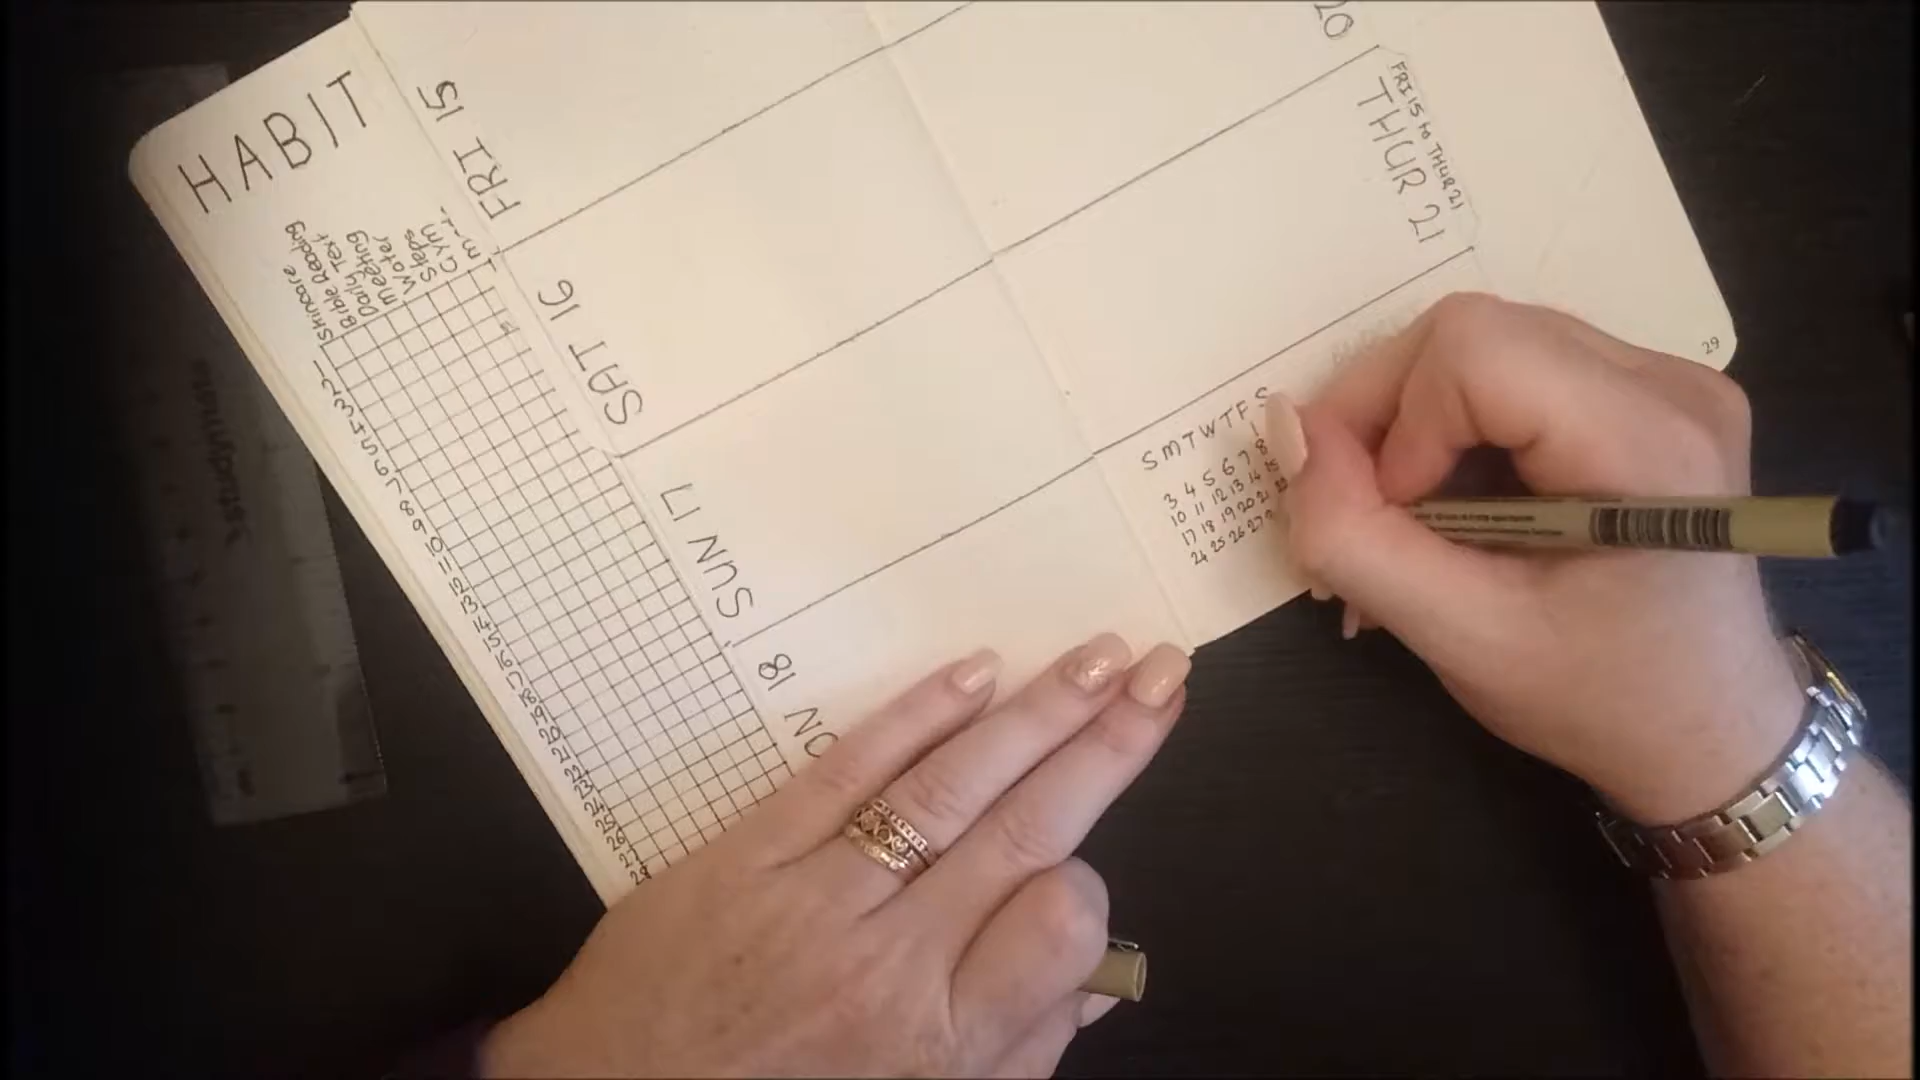 HABIT
Skincare
Bible Reading
Daily Text
Meeting
Water
Steps
GYM
1
2
3
4
5
6
7
8
9
10
11
12
13
14
15
16
17
18
19
20
21
22
23
24
25
26
27
28
FRI 15
SAT 16
SUN 17
18
20
FRI 15 to THUR 21
THUR 21
S M T W T F S
1
3 4 5 6 7 8
10 11 12 13 14 15
17 18 19 20 21 22
24 25 26 27
29
studymate